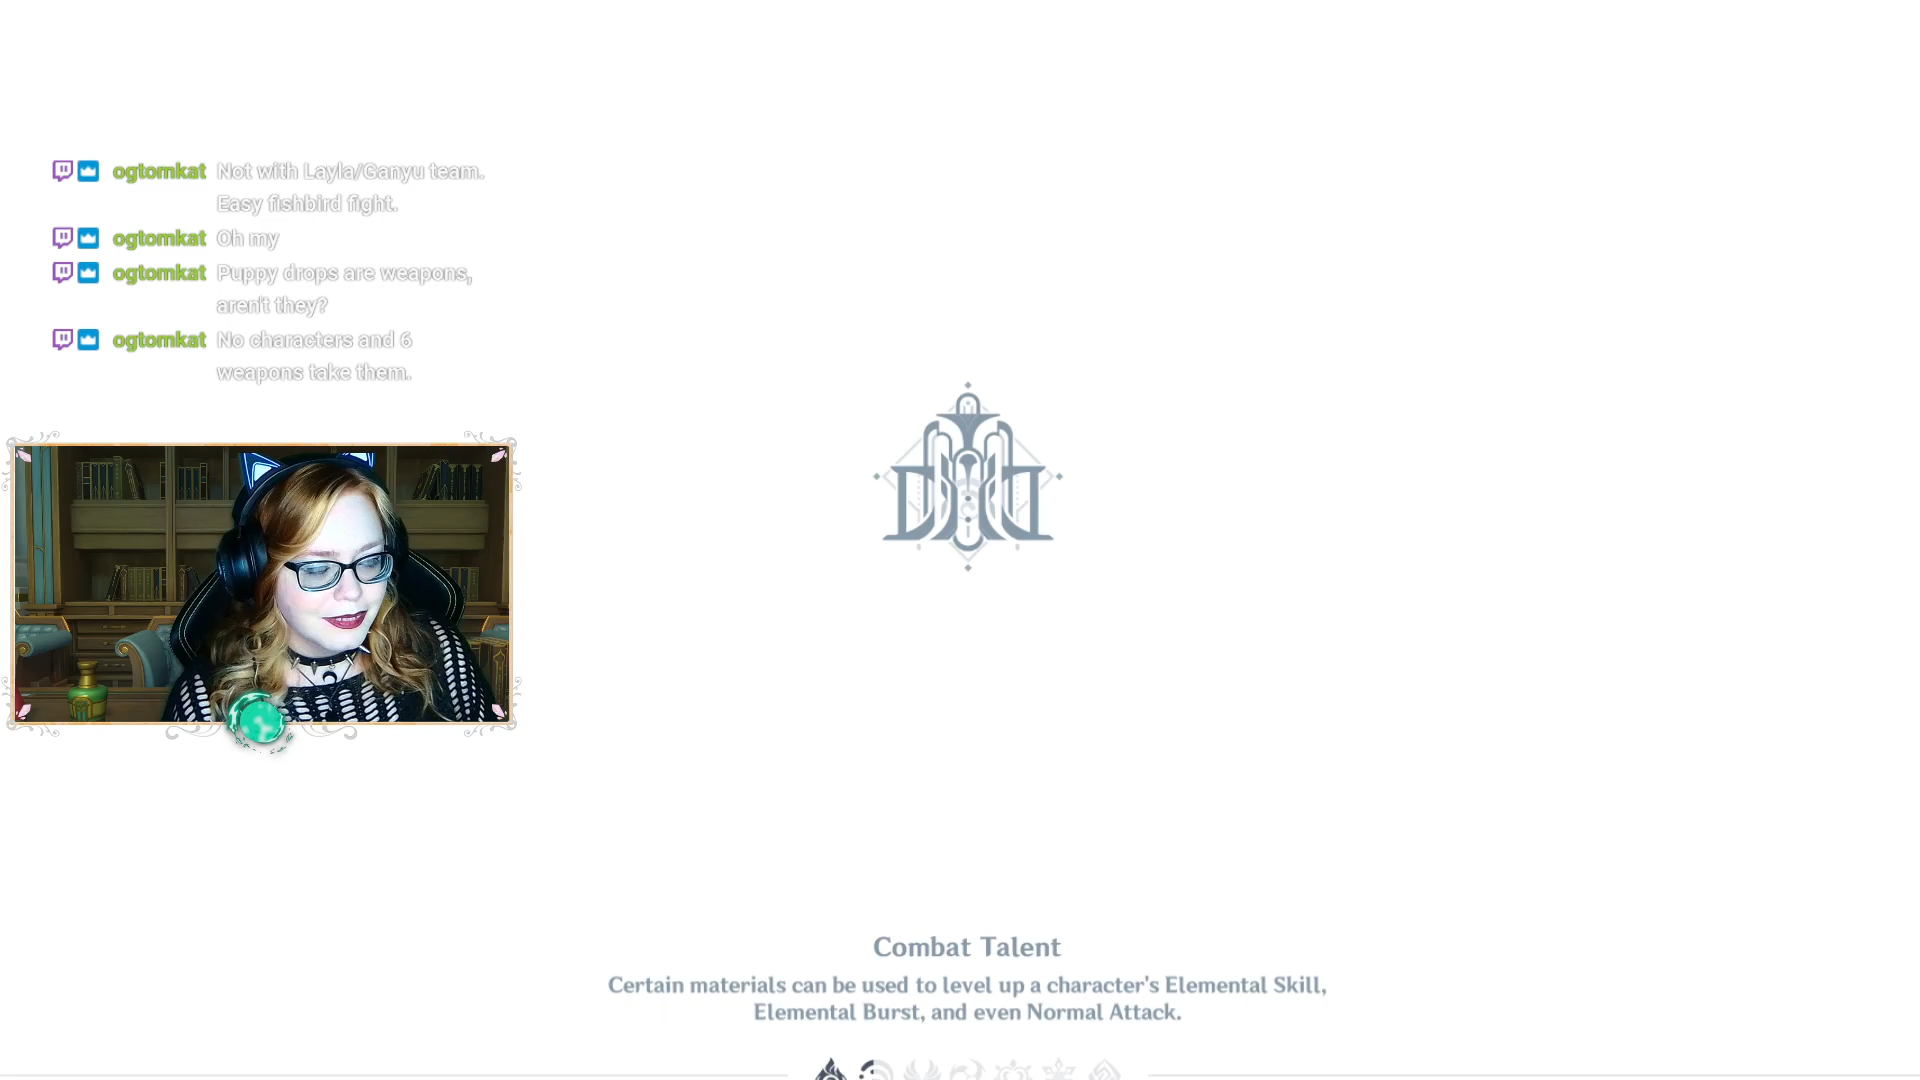 ogtomkat Not with Layla/Ganyu team.
Easy fishbird fight.
ogtomkat Oh my
ogtomkat Puppy drops are weapons,
aren't they?
ogtomkat No characters and 6
weapons take them.
Combat Talent
Certain materials can be used to level up a character's Elemental Skill,
Elemental Burst, and even Normal Attack.